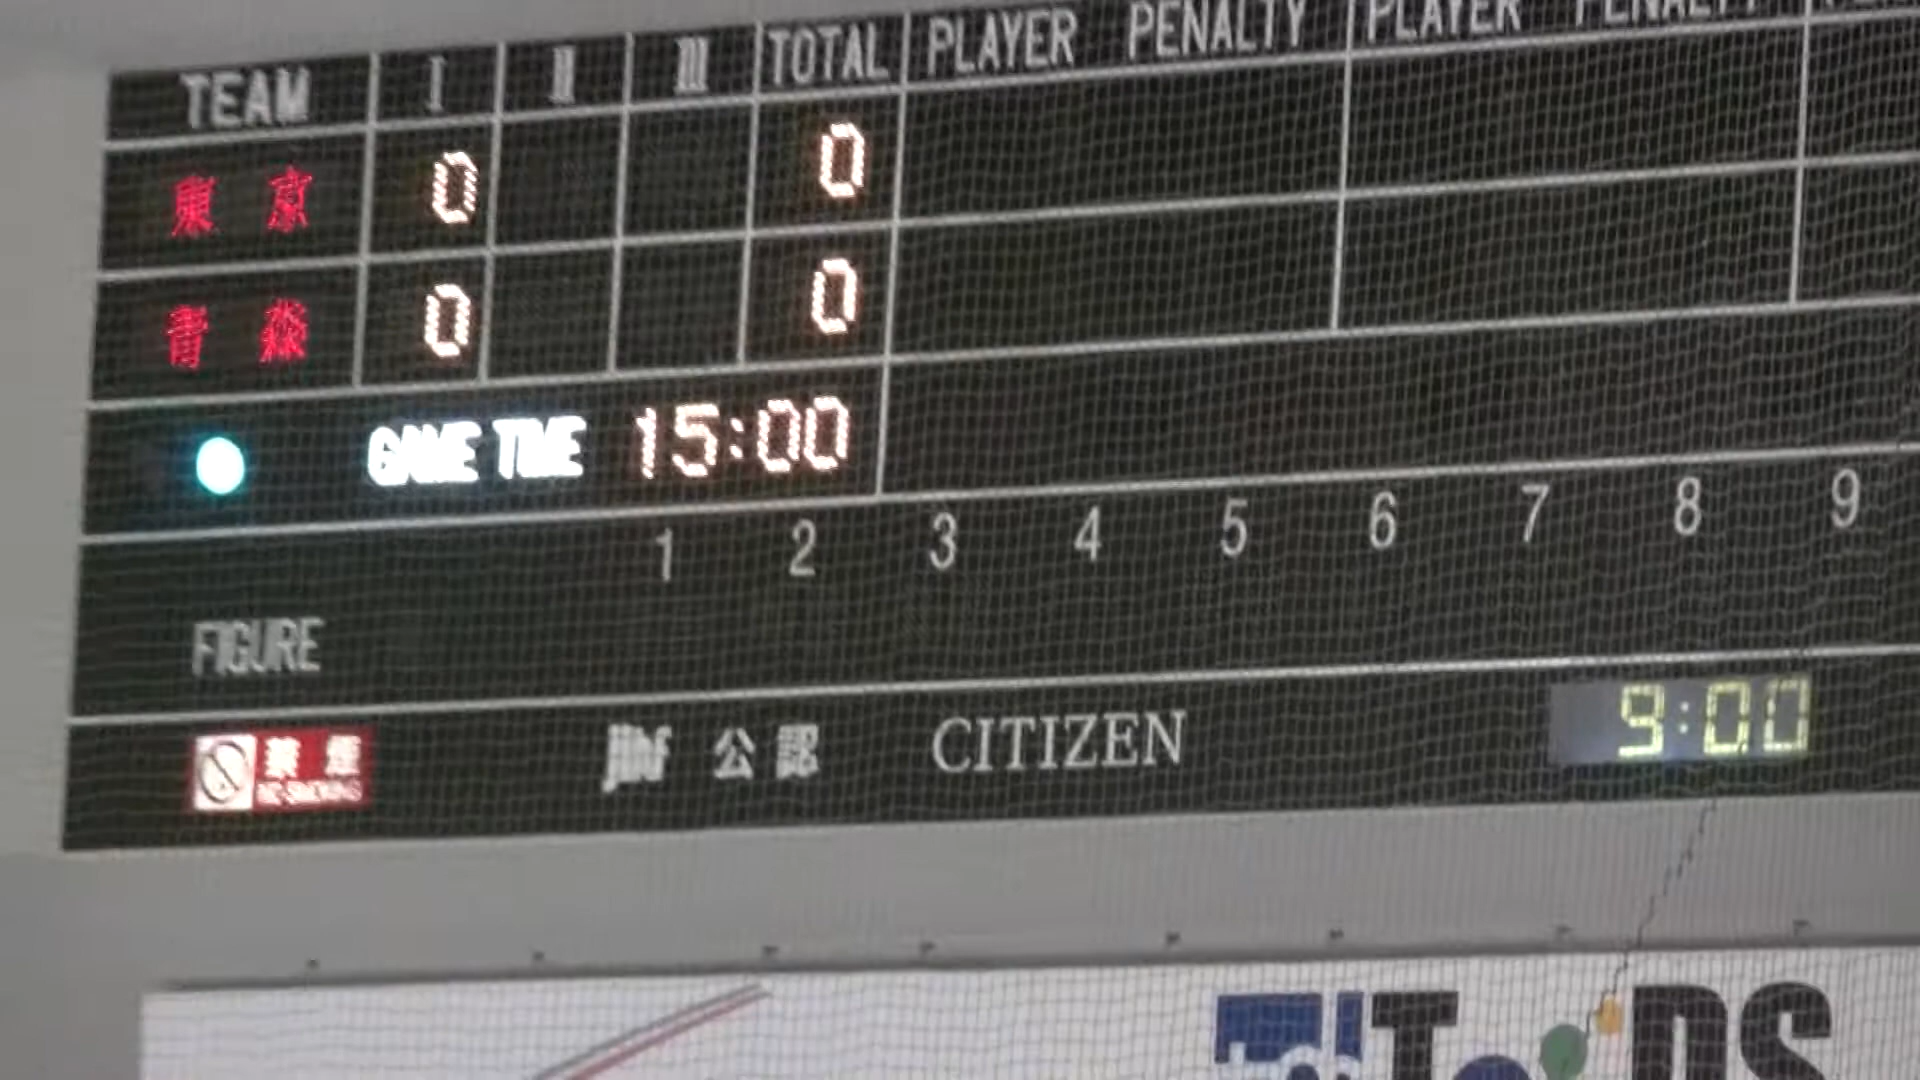 TEAM I II III TOTAL PLAYER PENALTY PLAYER PENALTY
東京 0 0
青森 0 0
GAME TIME 15:00
1 2 3 4 5 6 7 8 9
FIGURE
禁煙 jihf 公認 CITIZEN 9:00
NO SMOKING